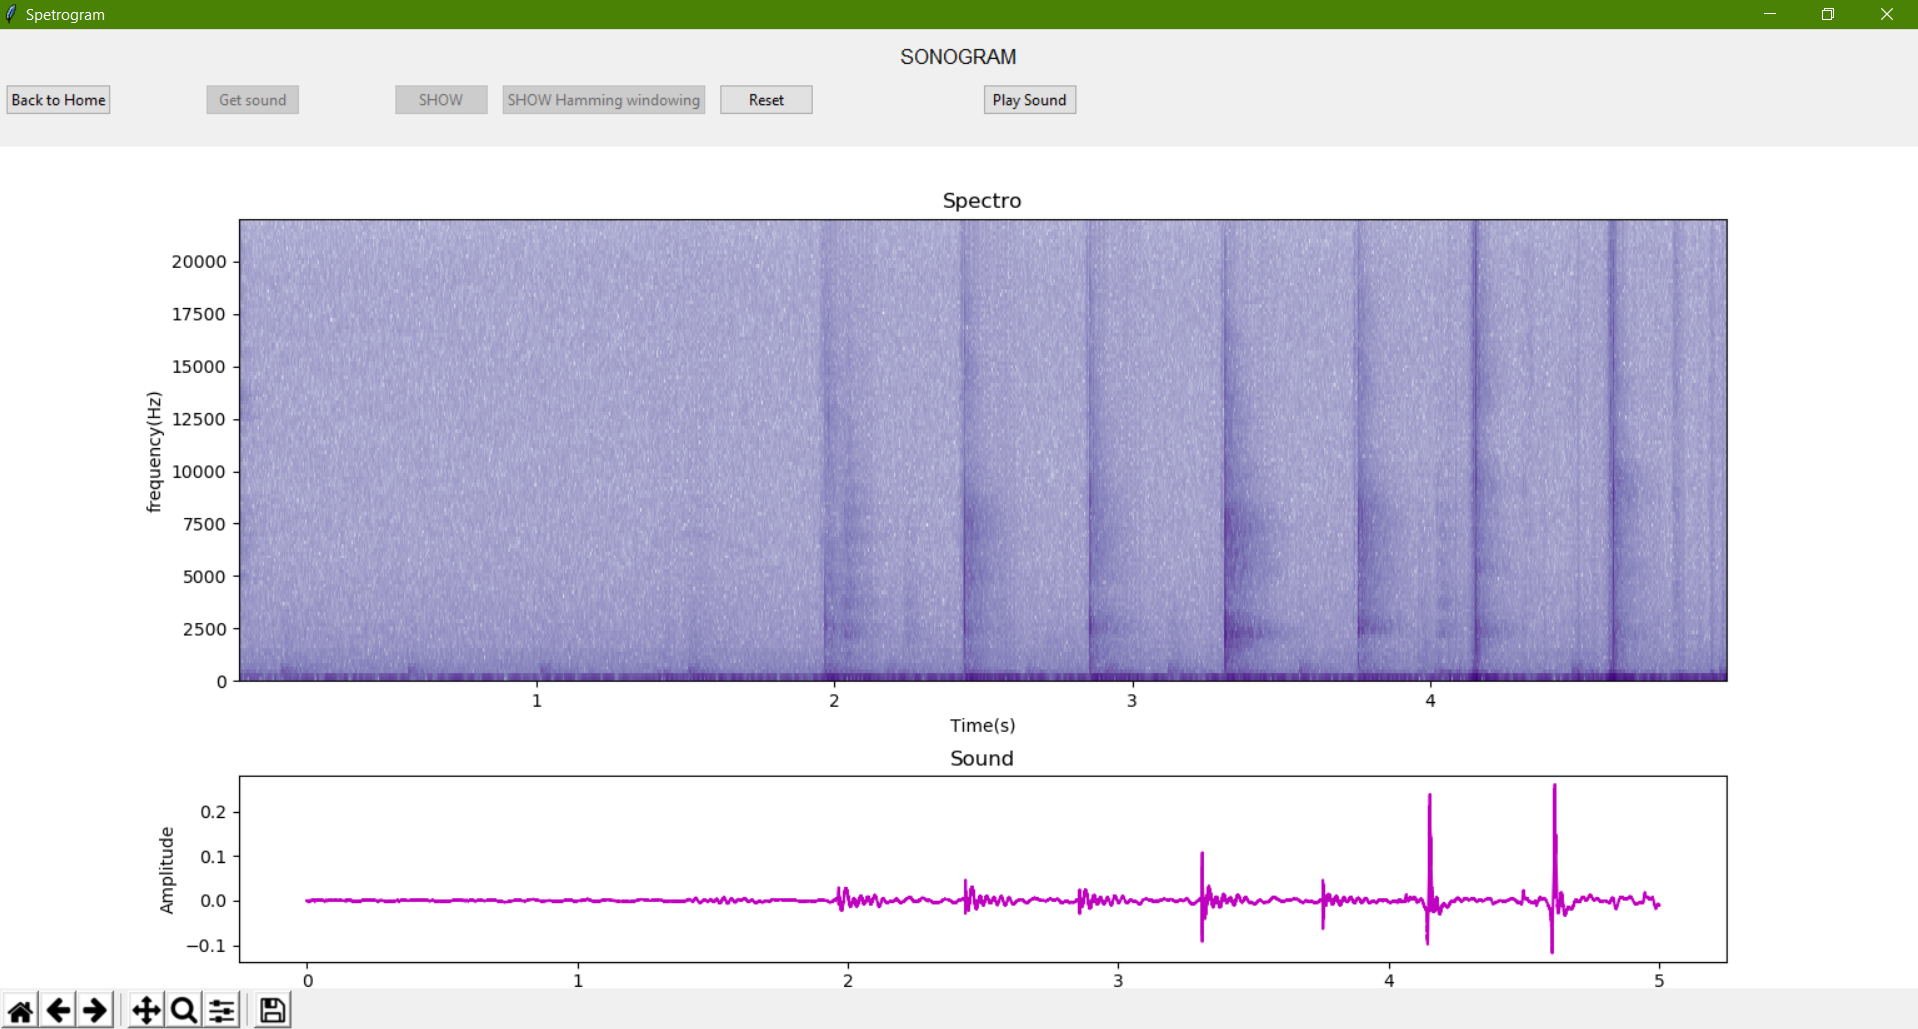 Spetrogram
SONOGRAM
Back to Home
Get sound
SHOW
SHOW Hamming windowing
Reset
Play Sound
Spectro
20000
17500
15000
12500
10000
7500
5000
2500
0
frequency(Hz)
1 2 3 4
Time(s)
Sound
0.2
0.1
0.0
−0.1
Amplitude
0 1 2 3 4 5